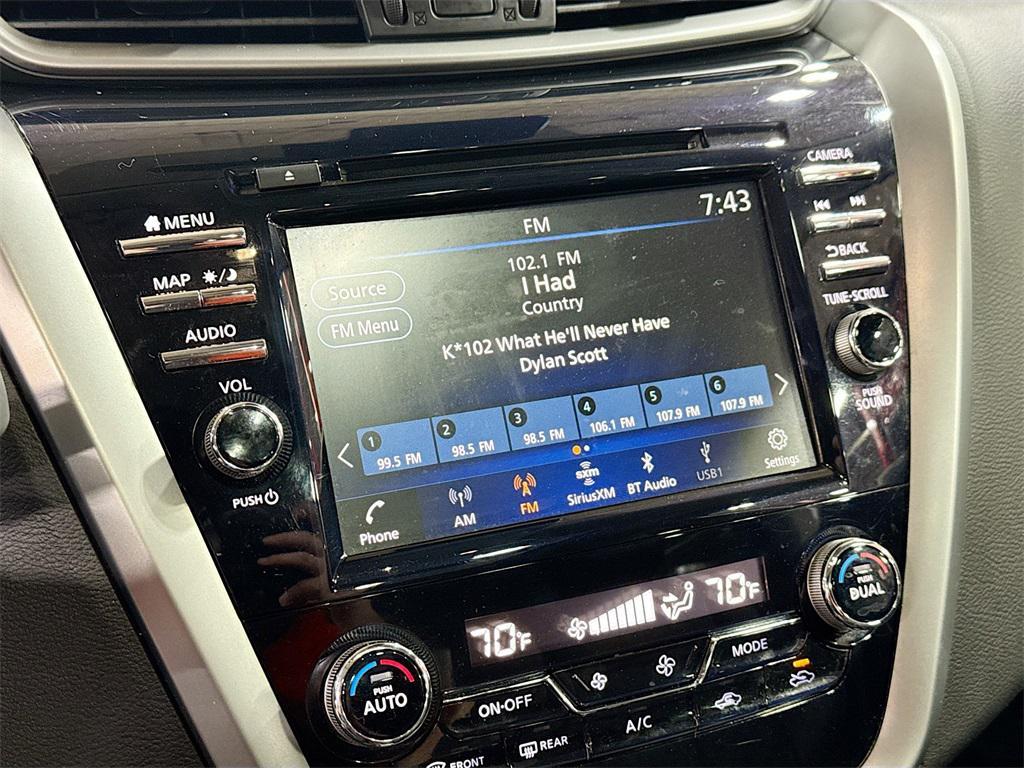 CAMERA
MENU
MAP
AUDIO
VOL
PUSH
BACK
TUNE·SCROLL
PUSH
SOUND
FM
7:43
Source
FM Menu
102.1 FM
I Had
Country
K*102 What He'll Never Have
Dylan Scott
1 99.5 FM
2 98.5 FM
3 98.5 FM
4 106.1 FM
5 107.9 FM
6 107.9 FM
Phone
AM
FM
sxm
SiriusXM
BT Audio
USB1
Settings
70°F
70°F
PUSH
AUTO
PUSH
DUAL
ON·OFF
MODE
A/C
FRONT
REAR